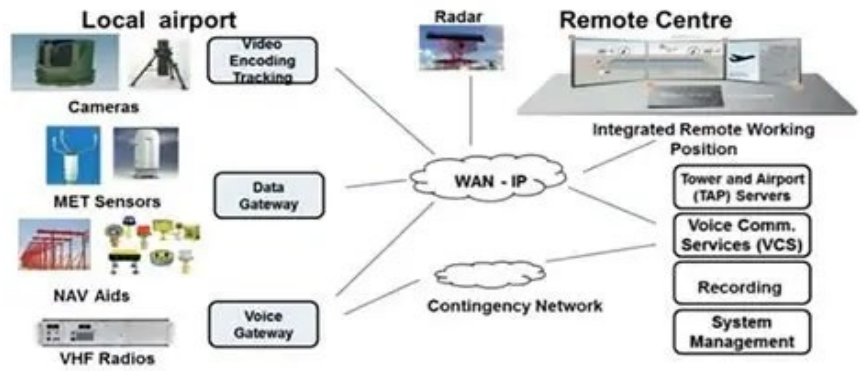 Local airport
Radar
Remote Centre
Video
Encoding
Tracking
Cameras
Integrated Remote Working
Position
MET Sensors
Data
Gateway
WAN - IP
Tower and Airport
(TAP) Servers
Voice Comm.
Services (VCS)
NAV Aids
Contingency Network
Recording
Voice
Gateway
System
Management
VHF Radios